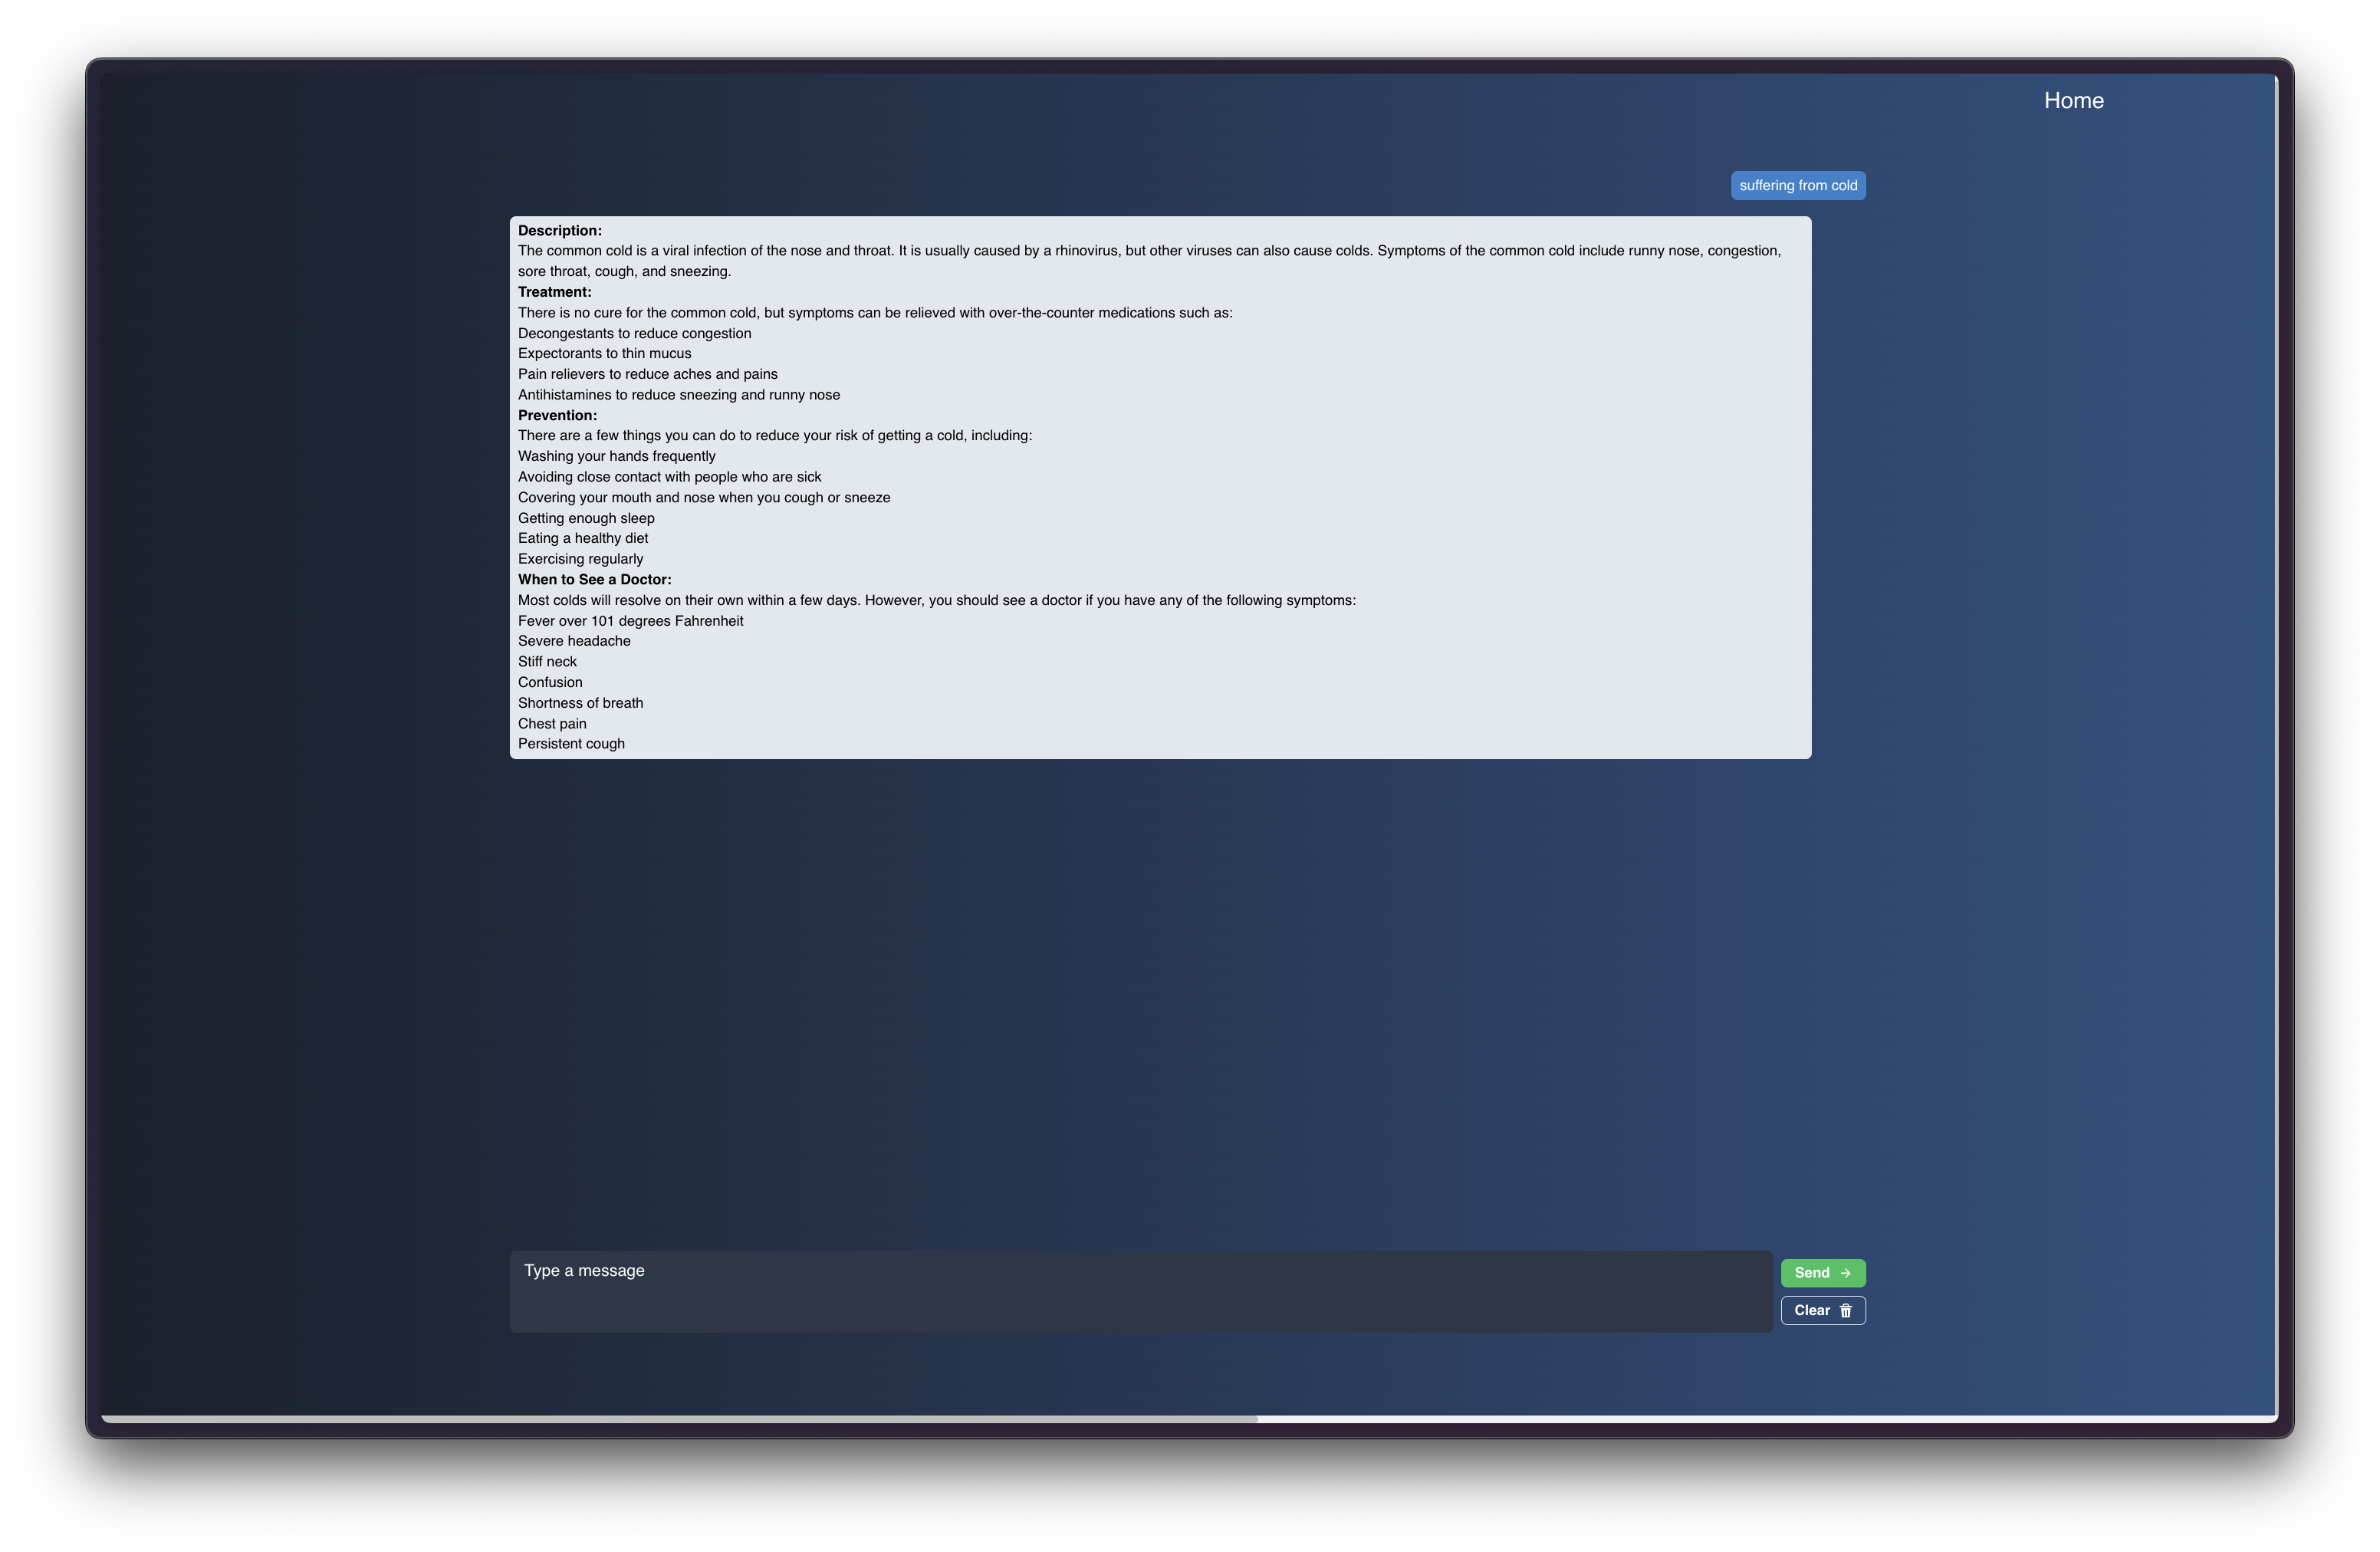 Home
suffering from cold
Description:
The common cold is a viral infection of the nose and throat. It is usually caused by a rhinovirus, but other viruses can also cause colds. Symptoms of the common cold include runny nose, congestion,
sore throat, cough, and sneezing.
Treatment:
There is no cure for the common cold, but symptoms can be relieved with over-the-counter medications such as:
Decongestants to reduce congestion
Expectorants to thin mucus
Pain relievers to reduce aches and pains
Antihistamines to reduce sneezing and runny nose
Prevention:
There are a few things you can do to reduce your risk of getting a cold, including:
Washing your hands frequently
Avoiding close contact with people who are sick
Covering your mouth and nose when you cough or sneeze
Getting enough sleep
Eating a healthy diet
Exercising regularly
When to See a Doctor:
Most colds will resolve on their own within a few days. However, you should see a doctor if you have any of the following symptoms:
Fever over 101 degrees Fahrenheit
Severe headache
Stiff neck
Confusion
Shortness of breath
Chest pain
Persistent cough
Type a message
Send
Clear